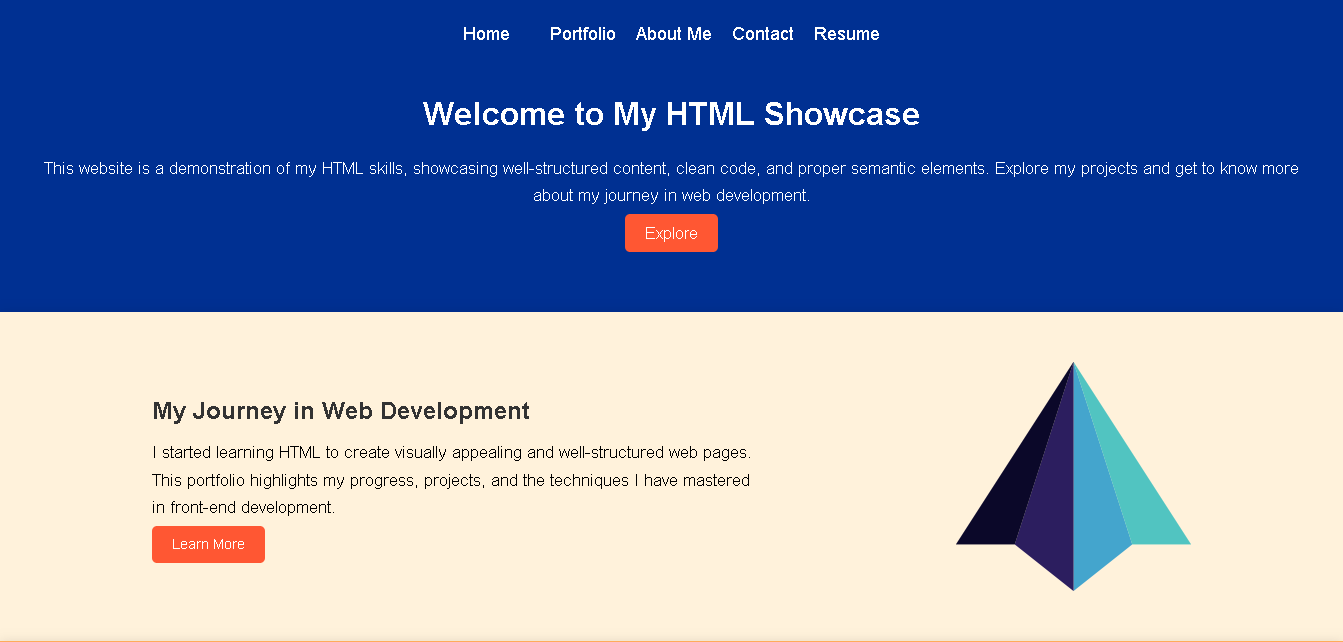 Home Portfolio About Me Contact Resume
Welcome to My HTML Showcase
This website is a demonstration of my HTML skills, showcasing well-structured content, clean code, and proper semantic elements. Explore my projects and get to know more
about my journey in web development.
Explore
My Journey in Web Development
I started learning HTML to create visually appealing and well-structured web pages.
This portfolio highlights my progress, projects, and the techniques I have mastered
in front-end development.
Learn More